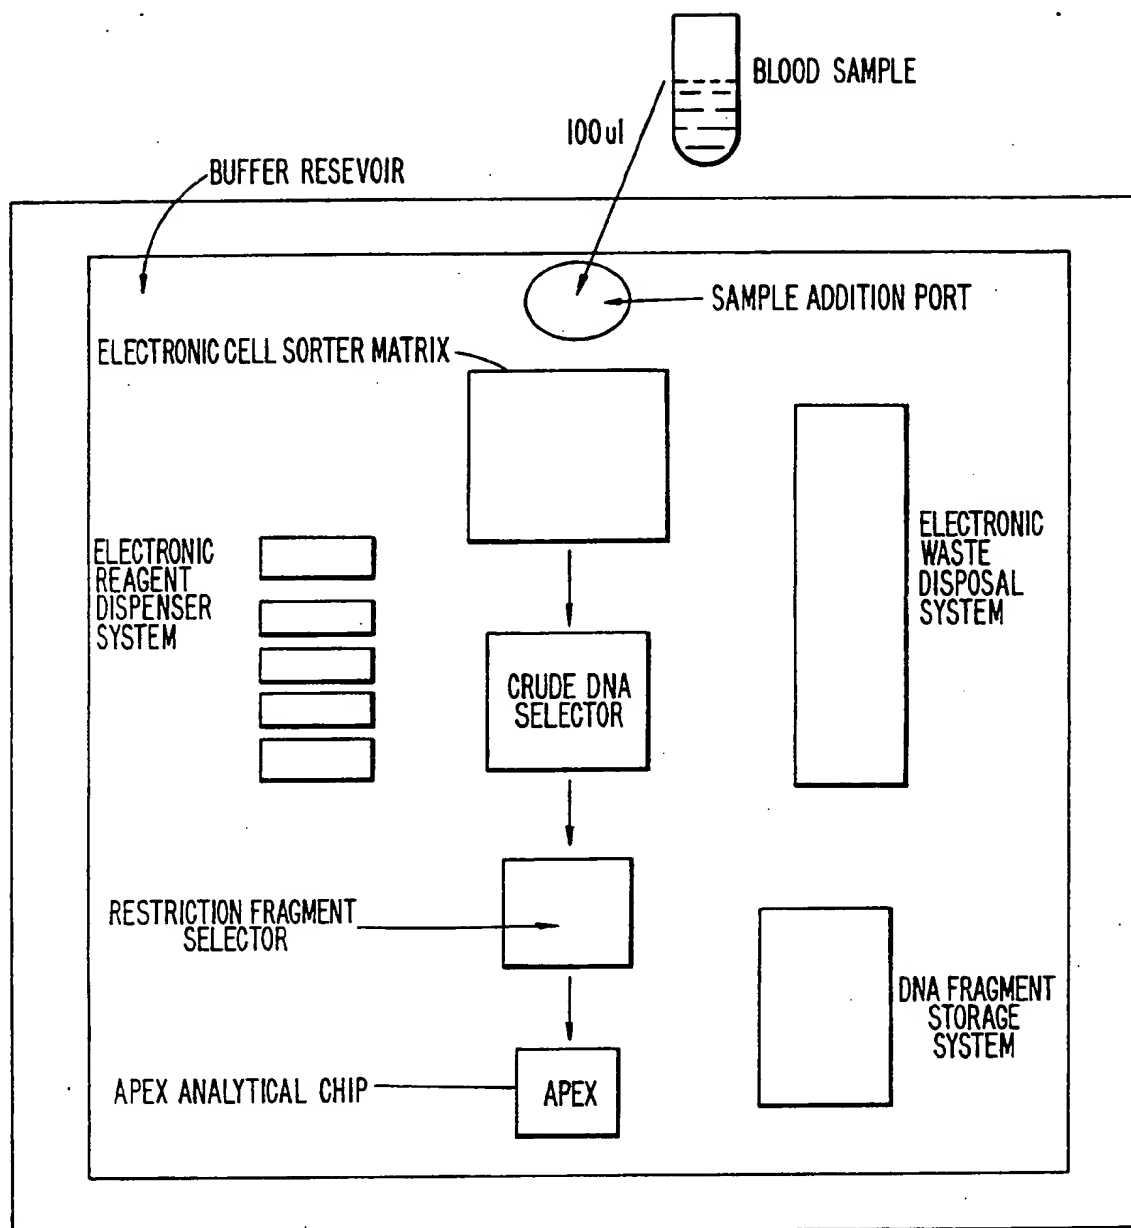 BLOOD SAMPLE
100ul
BUFFER RESEVOIR
SAMPLE ADDITION PORT
ELECTRONIC CELL SORTER MATRIX
ELECTRONIC
REAGENT
DISPENSER
SYSTEM
ELECTRONIC
WASTE
DISPOSAL
SYSTEM
CRUDE DNA
SELECTOR
RESTRICTION FRAGMENT
SELECTOR
DNA FRAGMENT
STORAGE
SYSTEM
APEX ANALYTICAL CHIP
APEX